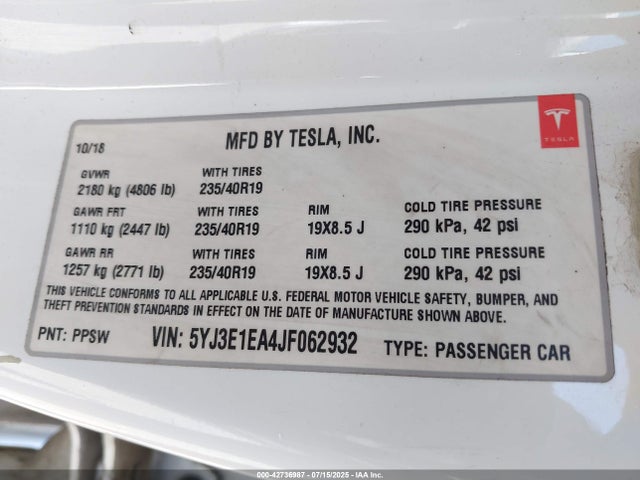 10/18
MFD BY TESLA, INC.
TESLA
GVWR
WITH TIRES
2180 kg (4806 lb)
235/40R19
GAWR FRT
WITH TIRES
RIM
COLD TIRE PRESSURE
1110 kg (2447 lb)
235/40R19
19X8.5 J
290 kPa, 42 psi
GAWR RR
WITH TIRES
RIM
COLD TIRE PRESSURE
1257 kg (2771 lb)
235/40R19
19X8.5 J
290 kPa, 42 psi
THIS VEHICLE CONFORMS TO ALL APPLICABLE U.S. FEDERAL MOTOR VEHICLE SAFETY, BUMPER, AND
THEFT PREVENTION STANDARDS IN EFFECT ON THE DATE OF MANUFACTURE SHOWN ABOVE.
PNT: PPSW
VIN: 5YJ3E1EA4JF062932
TYPE: PASSENGER CAR
000-42736987 - 07/15/2025 - IAA Inc.